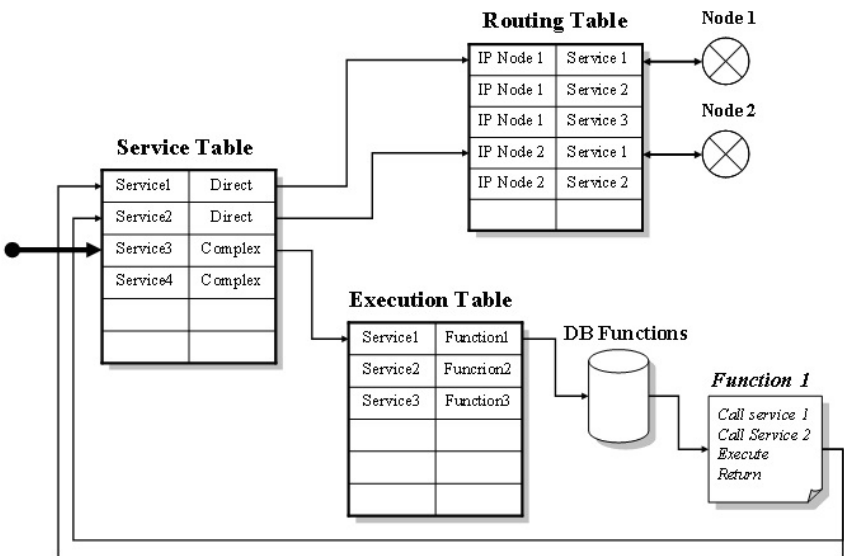 Routing Table
Node 1
IP Node 1 Service 1
IP Node 1 Service 2
IP Node 1 Service 3
Node 2
IP Node 2 Service 1
IP Node 2 Service 2
Service Table
Service1 Direct
Service2 Direct
Service3 Complex
Service4 Complex
Execution Table
Service1 Function1
Service2 Funcrion2
Service3 Function3
DB Functions
Function 1
Call service 1
Call Service 2
Execute
Return